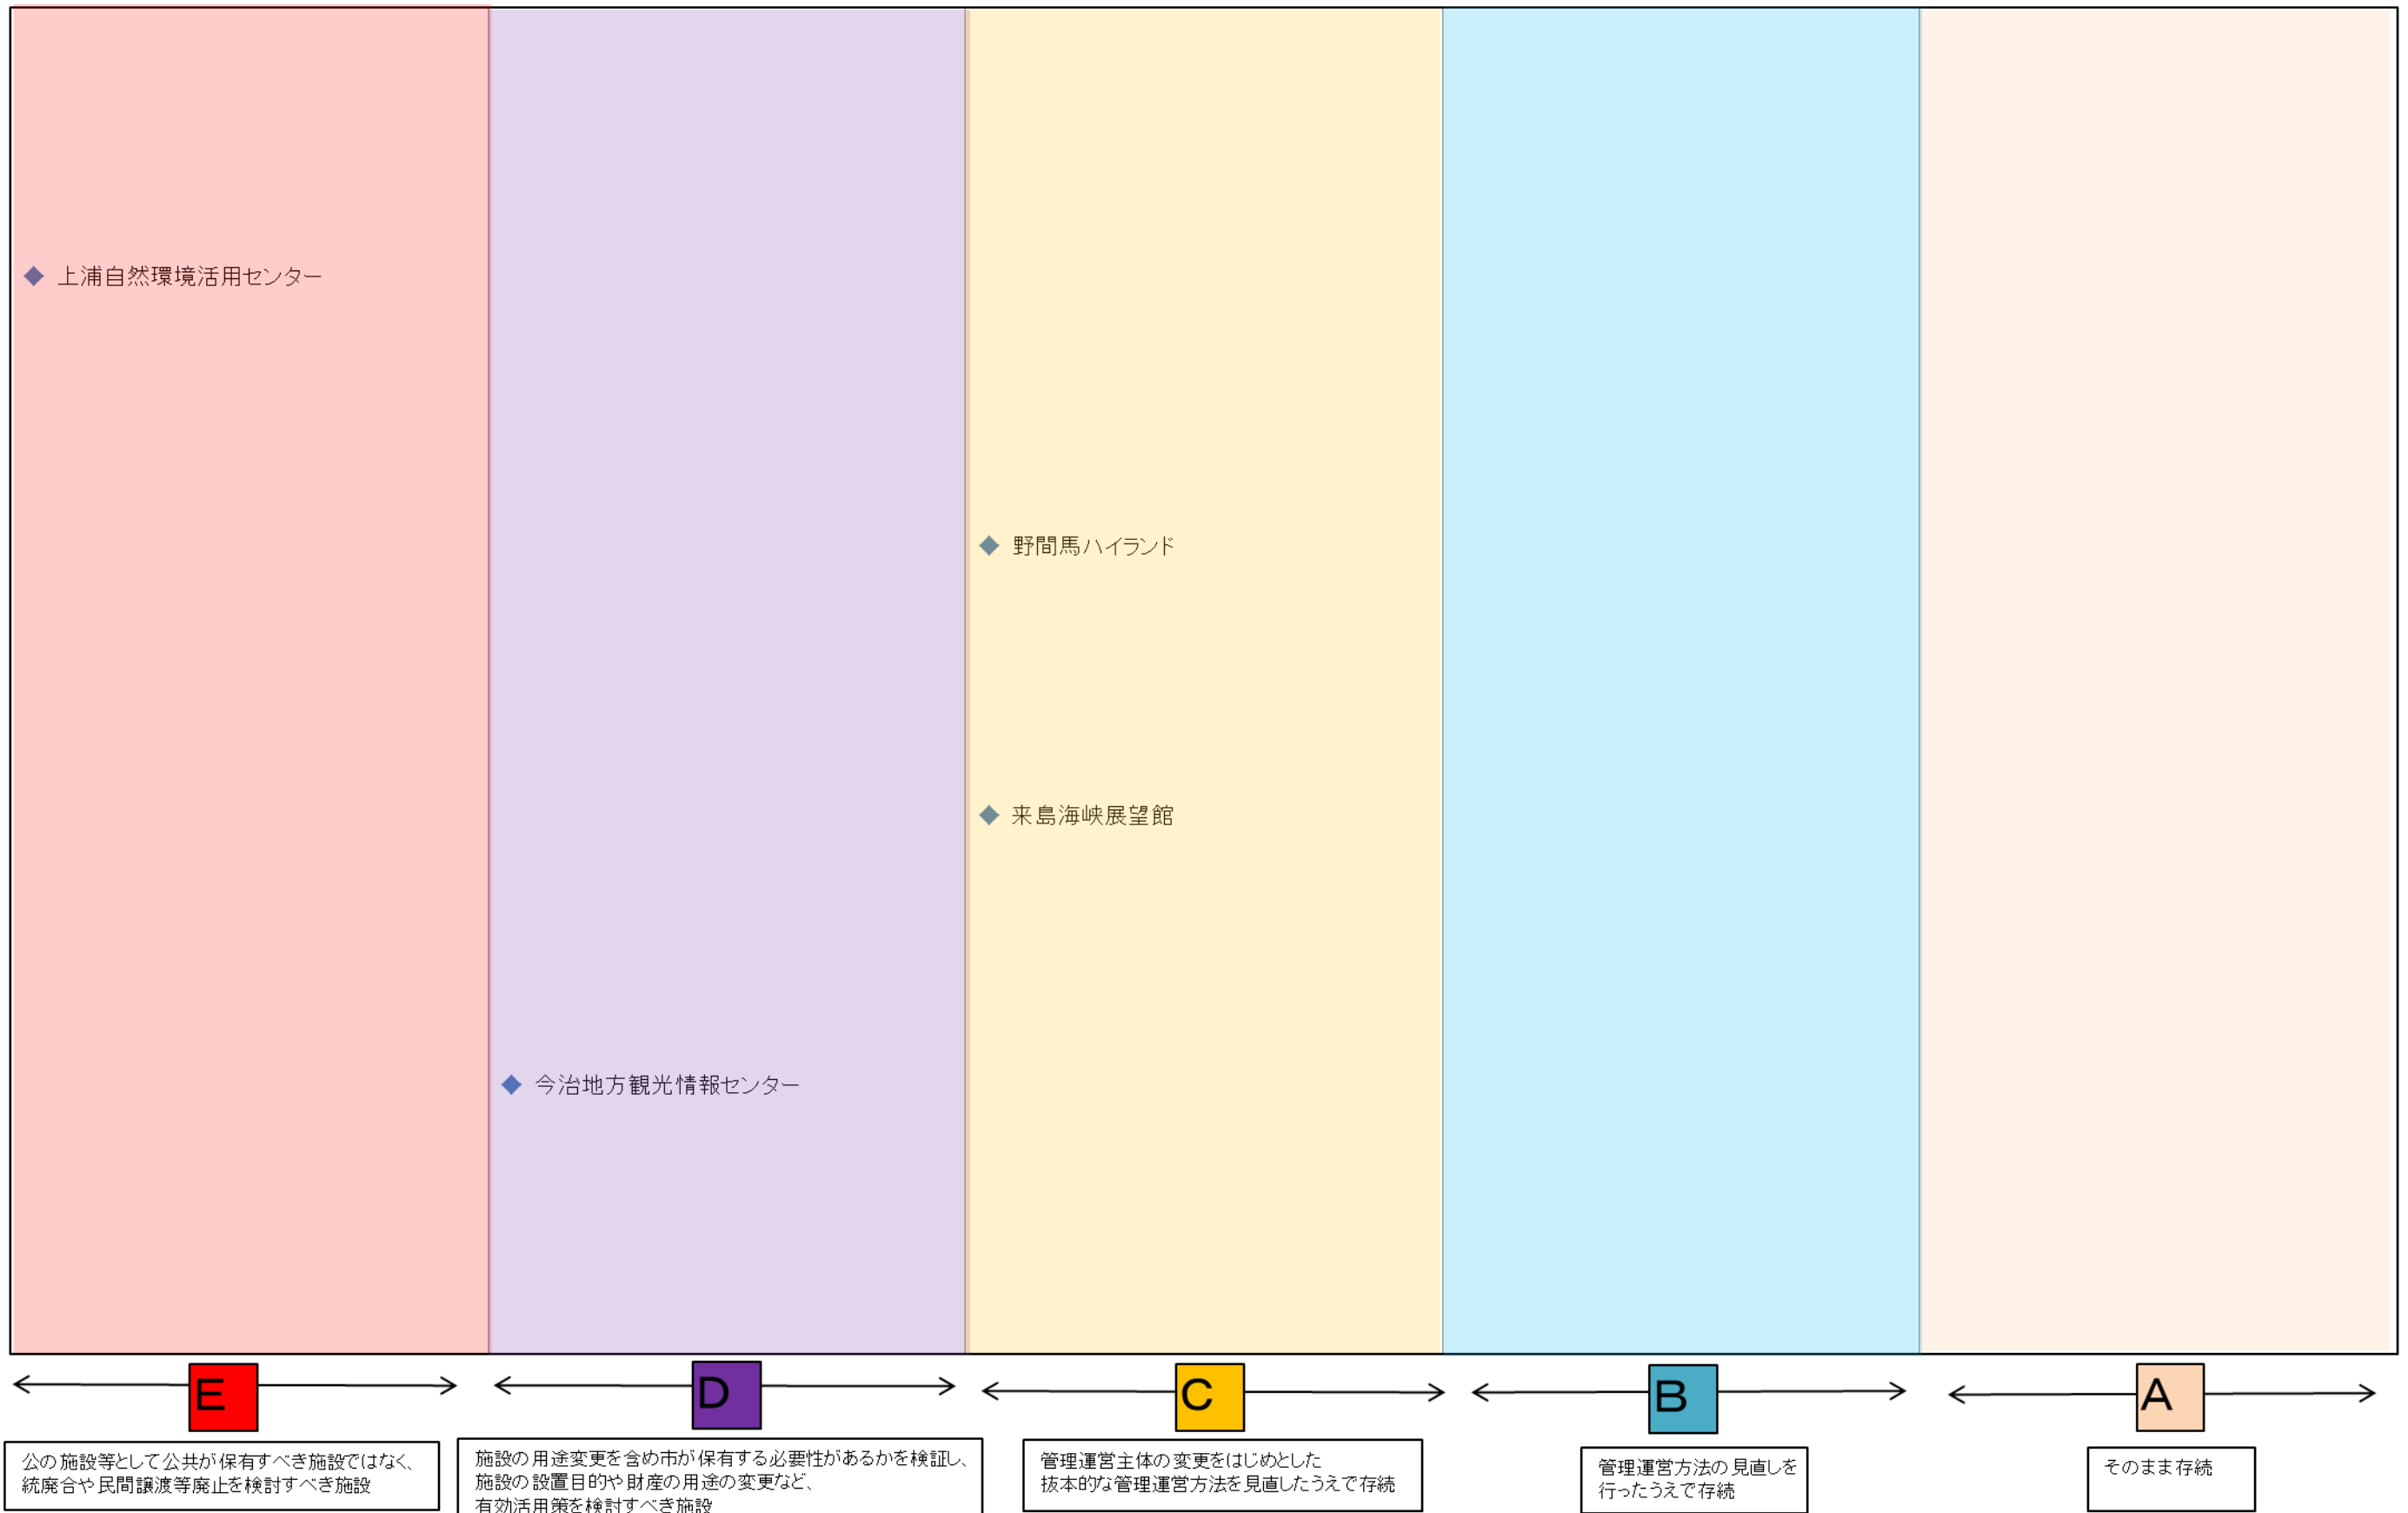 ◆ 上浦自然環境活用センター
◆ 野間馬ハイランド
◆ 来島海峡展望館
◆ 今治地方観光情報センター
E
D
C
B
A
公の施設等として公共が保有すべき施設ではなく、
統廃合や民間譲渡等廃止を検討すべき施設
施設の用途変更を含め市が保有する必要性があるかを検証し、
施設の設置目的や財産の用途の変更など、
有効活用策を検討すべき施設
管理運営主体の変更をはじめとした
抜本的な管理運営方法を見直したうえで存続
管理運営方法の見直しを
行ったうえで存続
そのまま存続